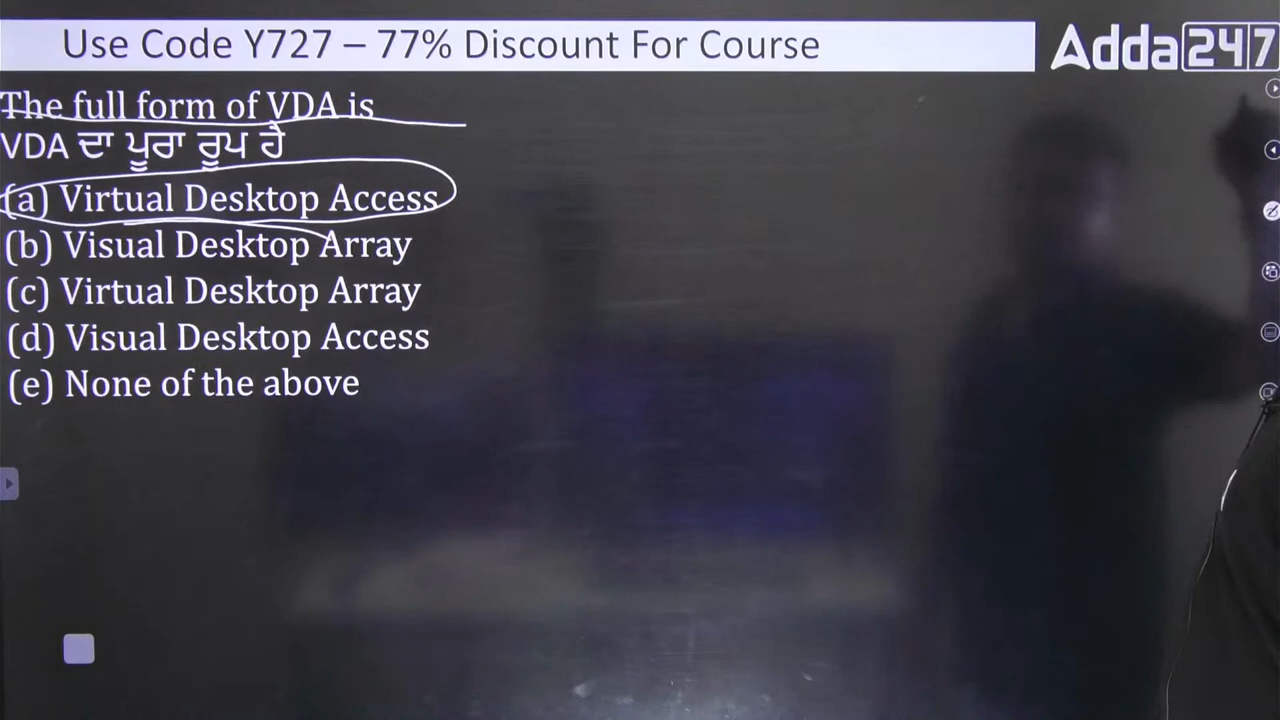 Use Code Y727 – 77% Discount For Course
Adda247
The full form of VDA is
VDA ਦਾ ਪੂਰਾ ਰੂਪ ਹੈ
(a) Virtual Desktop Access
(b) Visual Desktop Array
(c) Virtual Desktop Array
(d) Visual Desktop Access
(e) None of the above